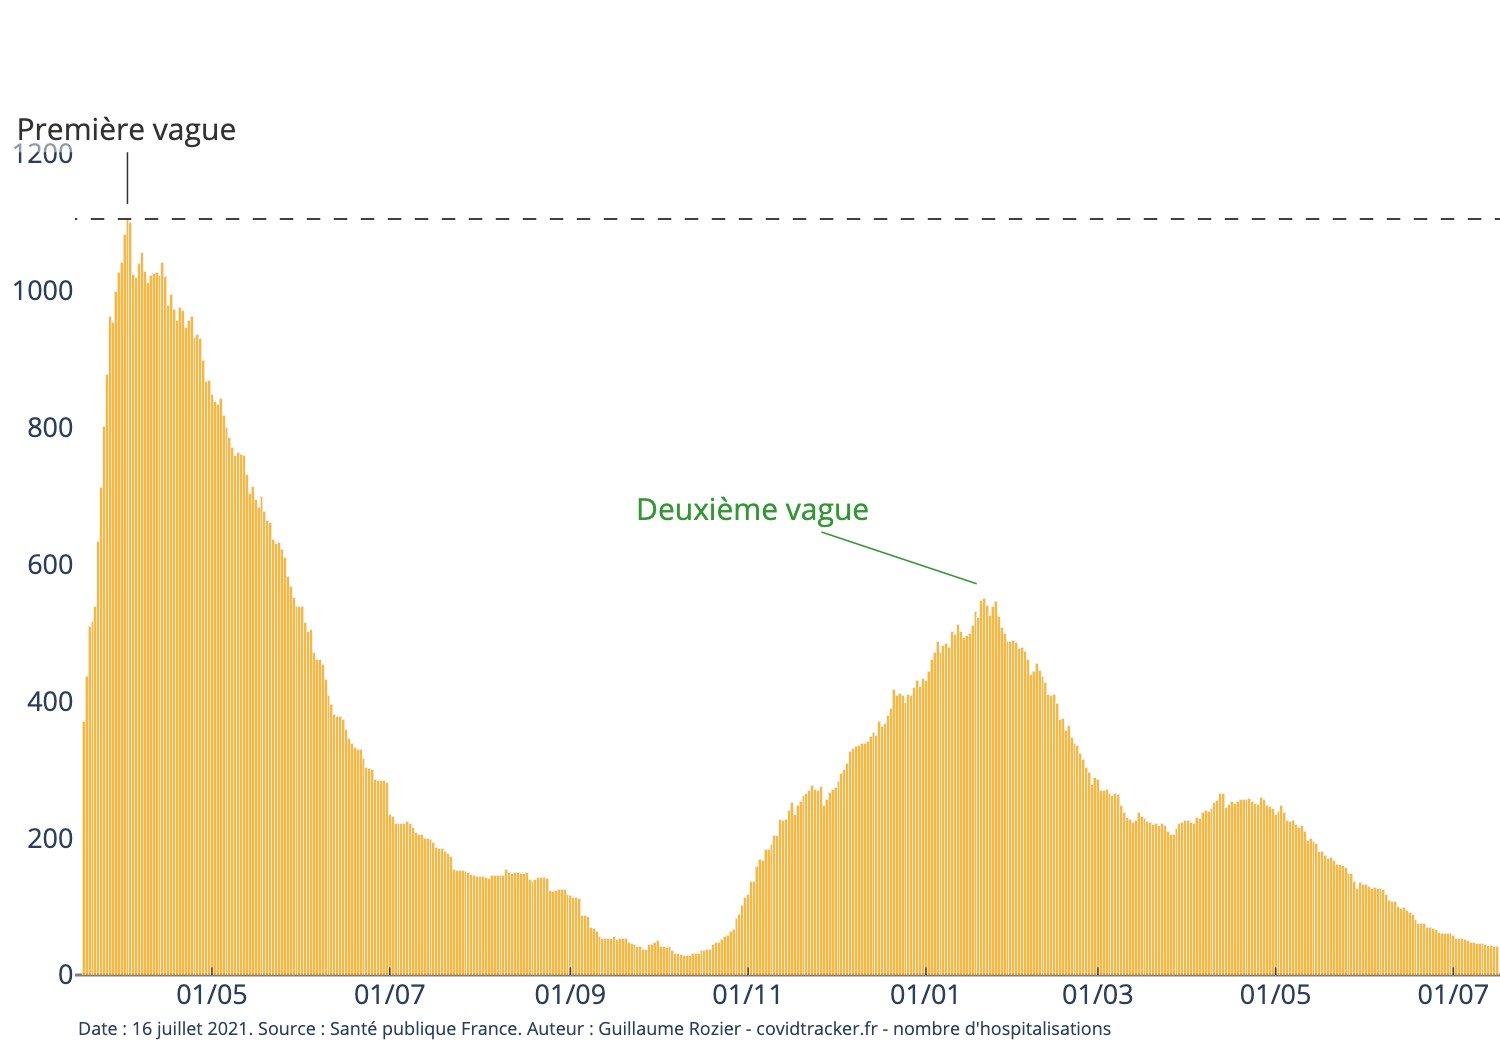 Première vague
1200
1000
800
Deuxième vague
600
400
200
0
01/05 01/07 01/09 01/11 01/01 01/03 01/05 01/07
Date : 16 juillet 2021. Source : Santé publique France. Auteur : Guillaume Rozier - covidtracker.fr - nombre d'hospitalisations